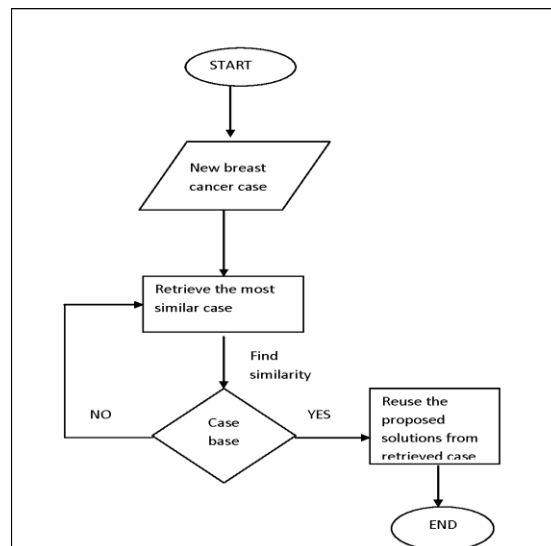 START
New breast
cancer case
Retrieve the most
similar case
Find
similarity
NO
Case
base
YES
Reuse the
proposed
solutions from
retrieved case
END